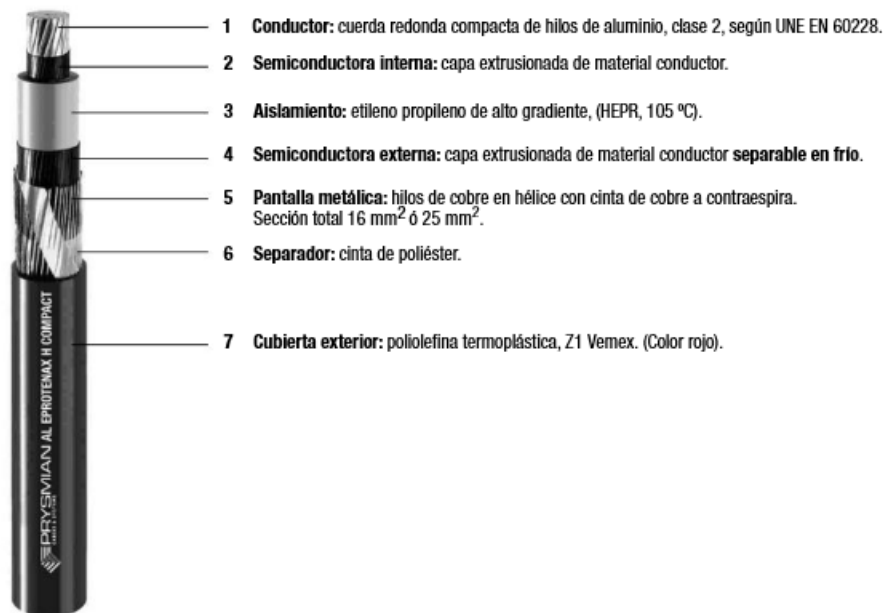 1 Conductor: cuerda redonda compacta de hilos de aluminio, clase 2, según UNE EN 60228.
2 Semiconductora interna: capa extrusionada de material conductor.
3 Aislamiento: etileno propileno de alto gradiente, (HEPR, 105 ºC).
4 Semiconductora externa: capa extrusionada de material conductor separable en frío.
5 Pantalla metálica: hilos de cobre en hélice con cinta de cobre a contraespira.
Sección total 16 mm² ó 25 mm².
6 Separador: cinta de poliéster.
7 Cubierta exterior: poliolefina termoplástica, Z1 Vemex. (Color rojo).
PRYSMIAN AL EPROTENAX H COMPACT